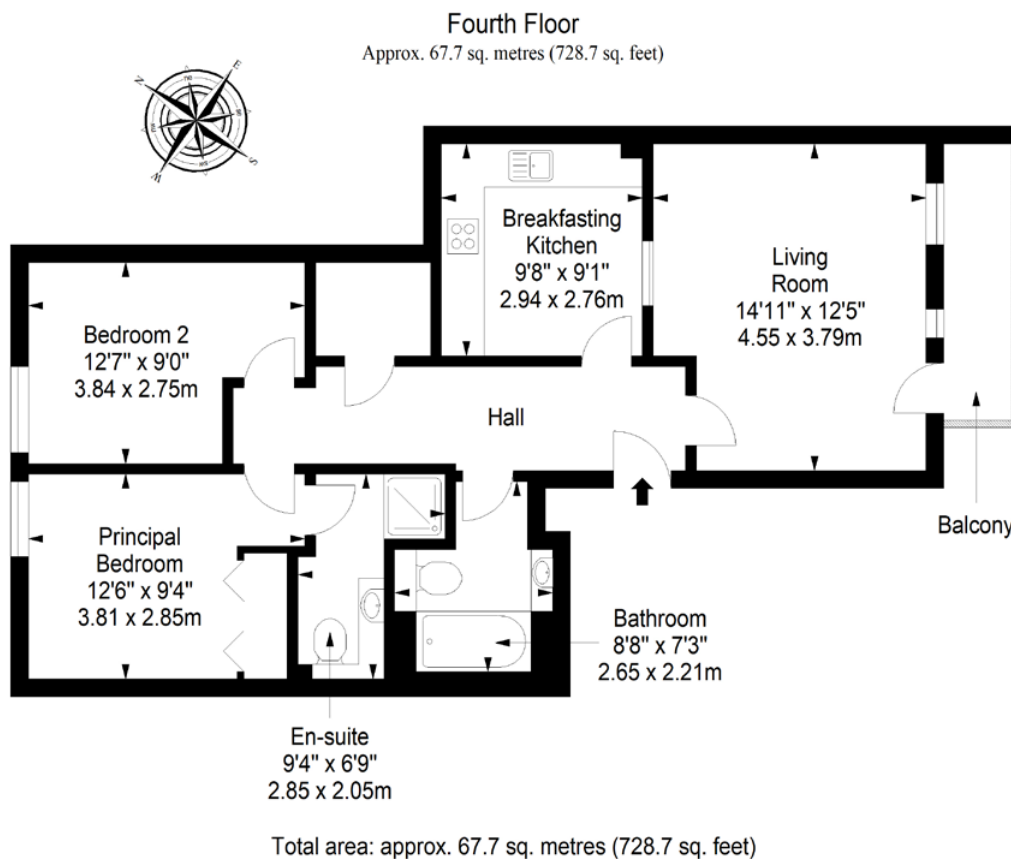 Fourth Floor
Approx. 67.7 sq. metres (728.7 sq. feet)
N
E
S
W
Breakfasting
Kitchen
9'8" x 9'1"
2.94 x 2.76m
Living
Room
14'11" x 12'5"
4.55 x 3.79m
Bedroom 2
12'7" x 9'0"
3.84 x 2.75m
Hall
Principal
Bedroom
12'6" x 9'4"
3.81 x 2.85m
Balcony
Bathroom
8'8" x 7'3"
2.65 x 2.21m
En-suite
9'4" x 6'9"
2.85 x 2.05m
Total area: approx. 67.7 sq. metres (728.7 sq. feet)